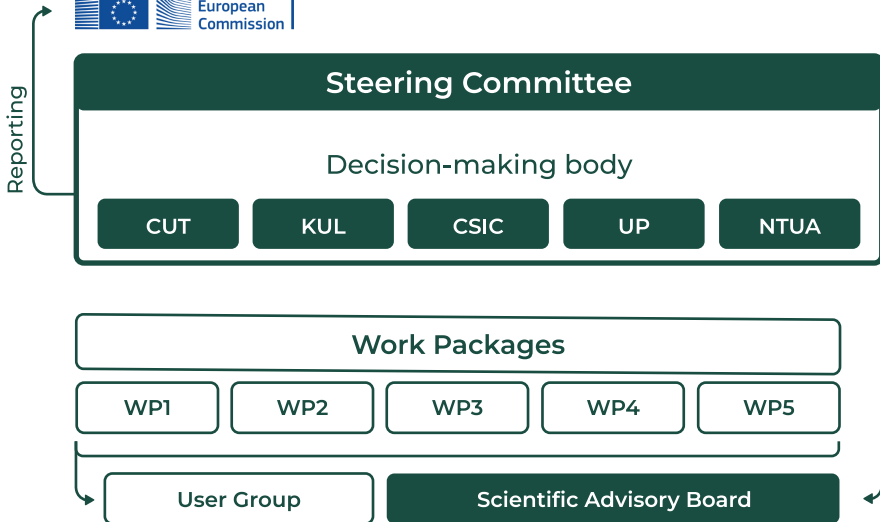 European
Commission
Reporting
Steering Committee
Decision-making body
CUT KUL CSIC UP NTUA
Work Packages
WP1 WP2 WP3 WP4 WP5
User Group Scientific Advisory Board